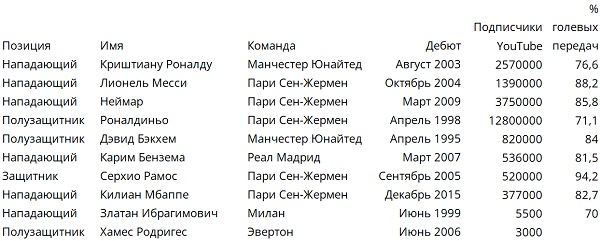 %
Подписчики голевых
Позиция Имя Команда Дебют YouTube передач
Нападающий Криштиану Роналду Манчестер Юнайтед Август 2003 2570000 76,6
Нападающий Лионель Месси Пари Сен-Жермен Октябрь 2004 1390000 88,2
Нападающий Неймар Пари Сен-Жермен Март 2009 3750000 85,8
Полузащитник Роналдиньо Пари Сен-Жермен Апрель 1998 12800000 71,1
Полузащитник Дэвид Бэкхем Манчестер Юнайтед Апрель 1995 820000 84
Нападающий Карим Бензема Реал Мадрид Март 2007 536000 81,5
Защитник Серхио Рамос Пари Сен-Жермен Сентябрь 2005 520000 94,2
Нападающий Килиан Мбаппе Пари Сен-Жермен Декабрь 2015 377000 82,7
Нападающий Златан Ибрагимович Милан Июнь 1999 5500 70
Полузащитник Хамес Родригес Эвертон Июнь 2006 3000